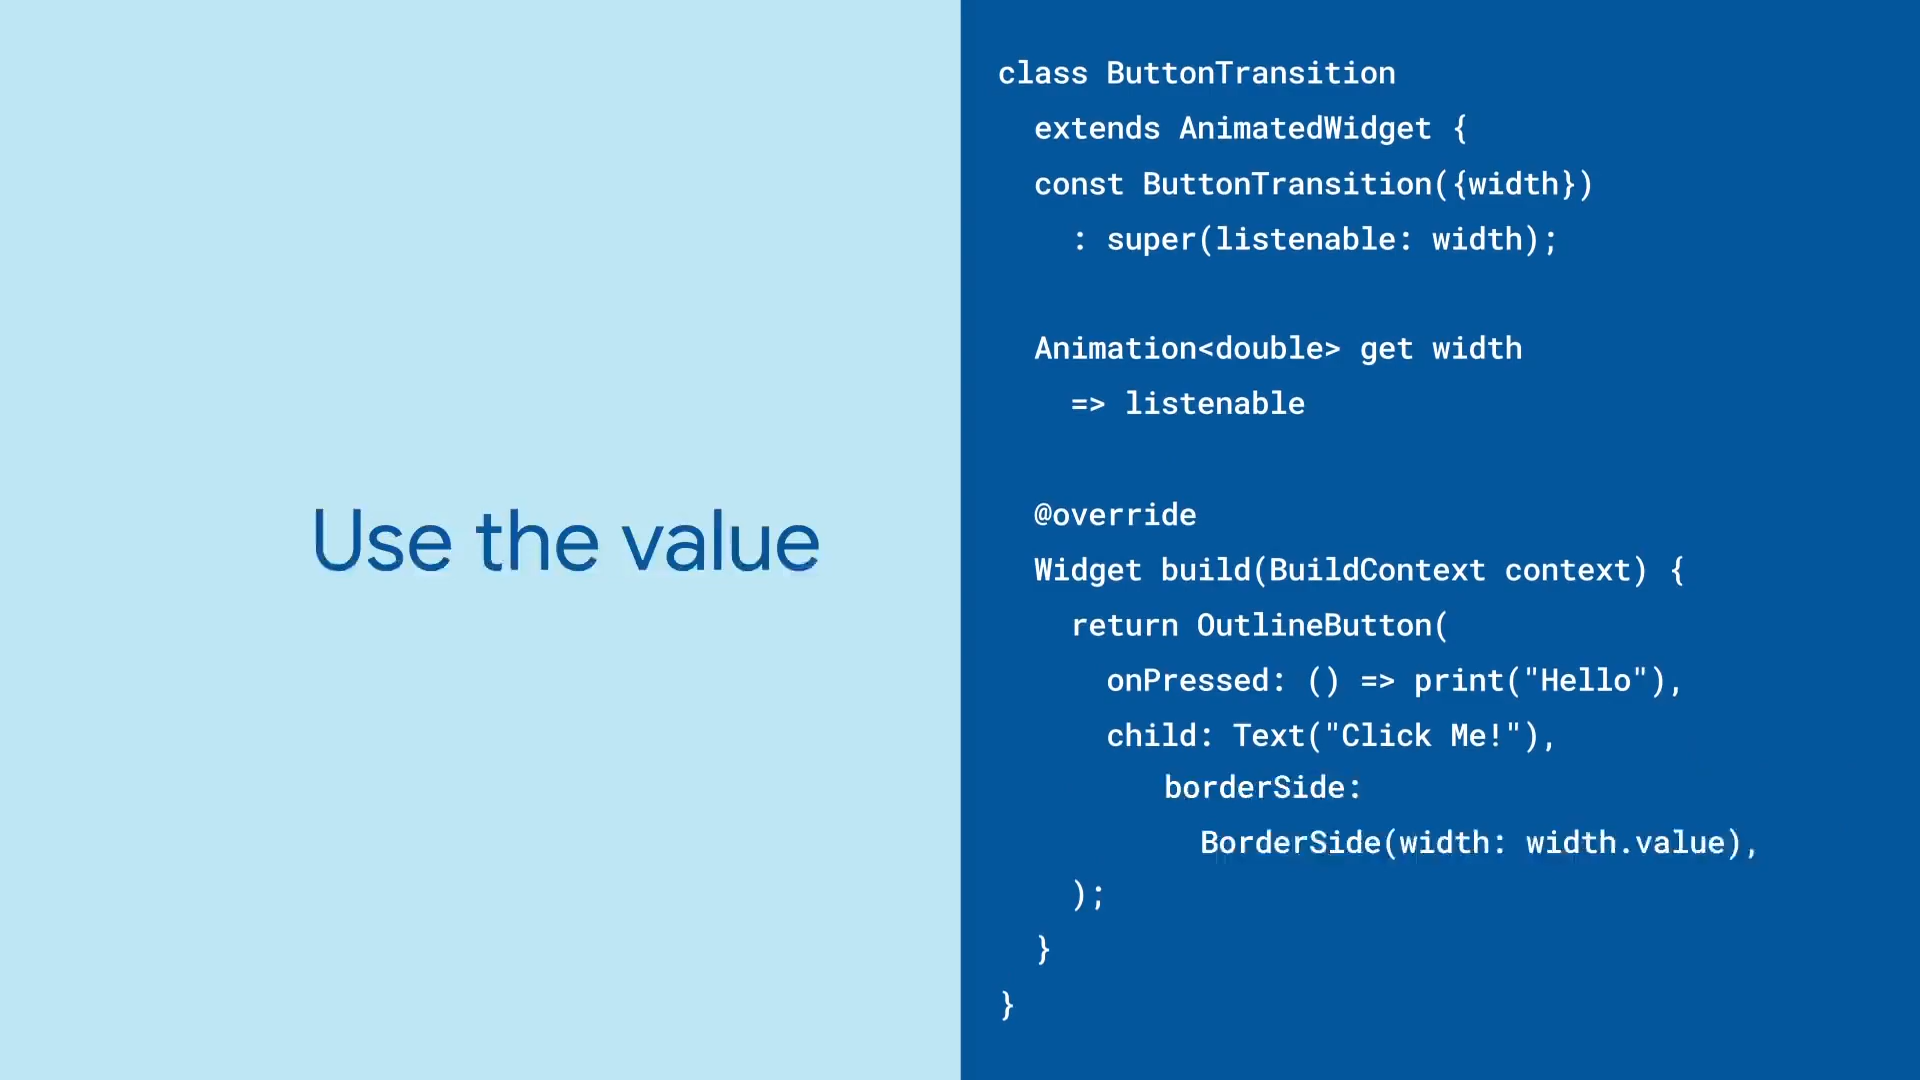 Use the value
class ButtonTransition
extends AnimatedWidget {
const ButtonTransition({width})
: super(listenable: width);
Animation<double> get width
=> listenable
@override
Widget build(BuildContext context) {
return OutlineButton(
onPressed: () => print("Hello"),
child: Text("Click Me!"),
borderSide:
BorderSide(width: width.value),
);
}
}